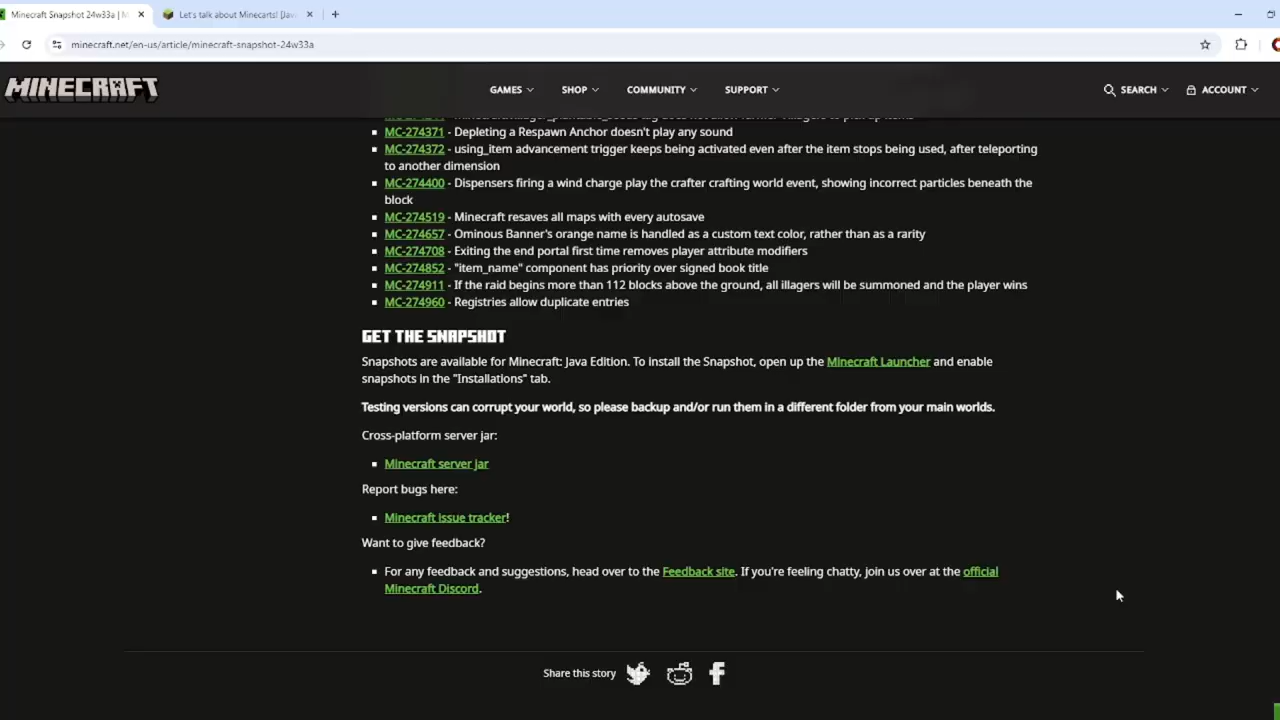 Minecraft Snapshot 24w33a | M
Let's talk about Minecarts! [Jav
minecraft.net/en-us/article/minecraft-snapshot-24w33a
MINECRAFT
GAMES
SHOP
COMMUNITY
SUPPORT
SEARCH
ACCOUNT
MC-274371 - Depleting a Respawn Anchor doesn't play any sound
MC-274372 - using_item advancement trigger keeps being activated even after the item stops being used, after teleporting
to another dimension
MC-274400 - Dispensers firing a wind charge play the crafter crafting world event, showing incorrect particles beneath the
block
MC-274519 - Minecraft resaves all maps with every autosave
MC-274657 - Ominous Banner's orange name is handled as a custom text color, rather than as a rarity
MC-274708 - Exiting the end portal first time removes player attribute modifiers
MC-274852 - "item_name" component has priority over signed book title
MC-274911 - If the raid begins more than 112 blocks above the ground, all illagers will be summoned and the player wins
MC-274960 - Registries allow duplicate entries
GET THE SNAPSHOT
Snapshots are available for Minecraft: Java Edition. To install the Snapshot, open up the Minecraft Launcher and enable
snapshots in the "Installations" tab.
Testing versions can corrupt your world, so please backup and/or run them in a different folder from your main worlds.
Cross-platform server jar:
Minecraft server jar
Report bugs here:
Minecraft issue tracker!
Want to give feedback?
For any feedback and suggestions, head over to the Feedback site. If you're feeling chatty, join us over at the official
Minecraft Discord.
Share this story